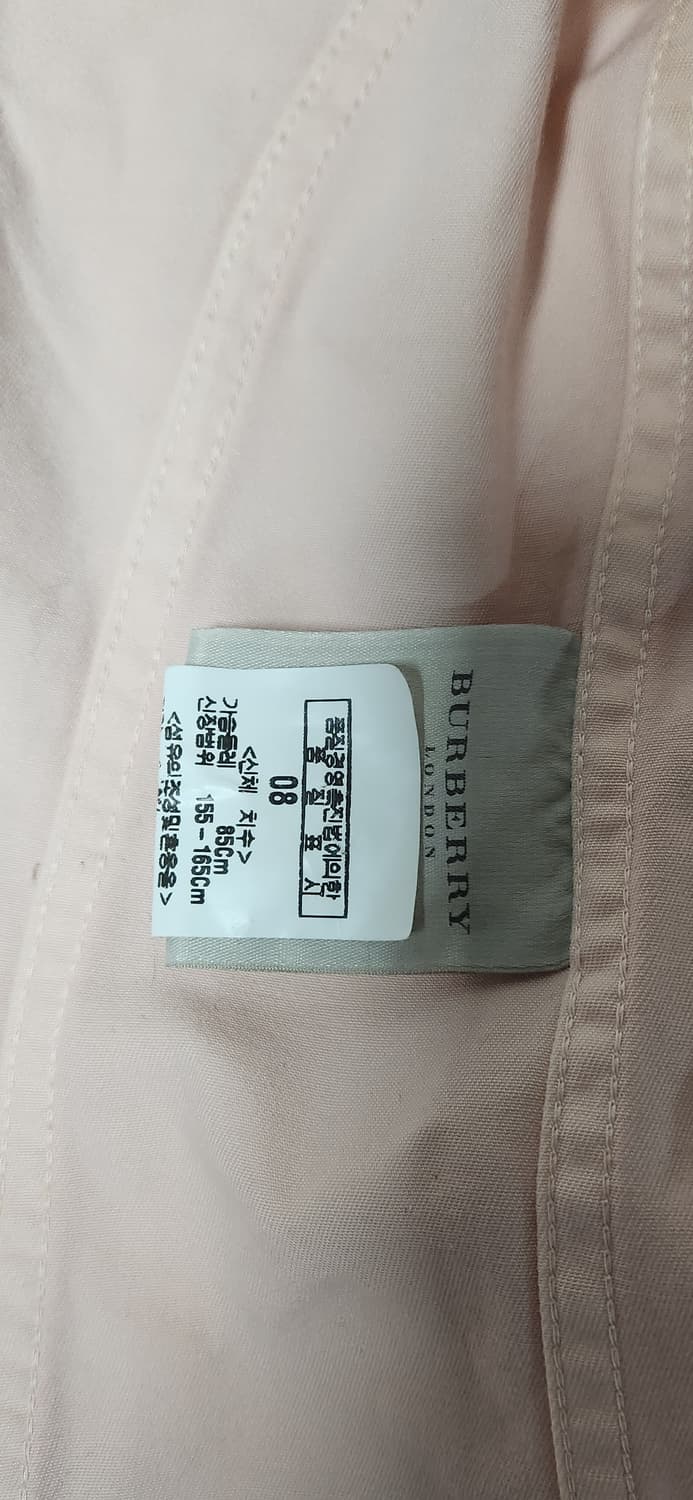 BURBERRY
LONDON
품질경영촉진법에의한
품 질 표 시
08
<신체 치수>
가슴둘레 85Cm
신장범위 155-165Cm
<섬유의조성및혼용율>